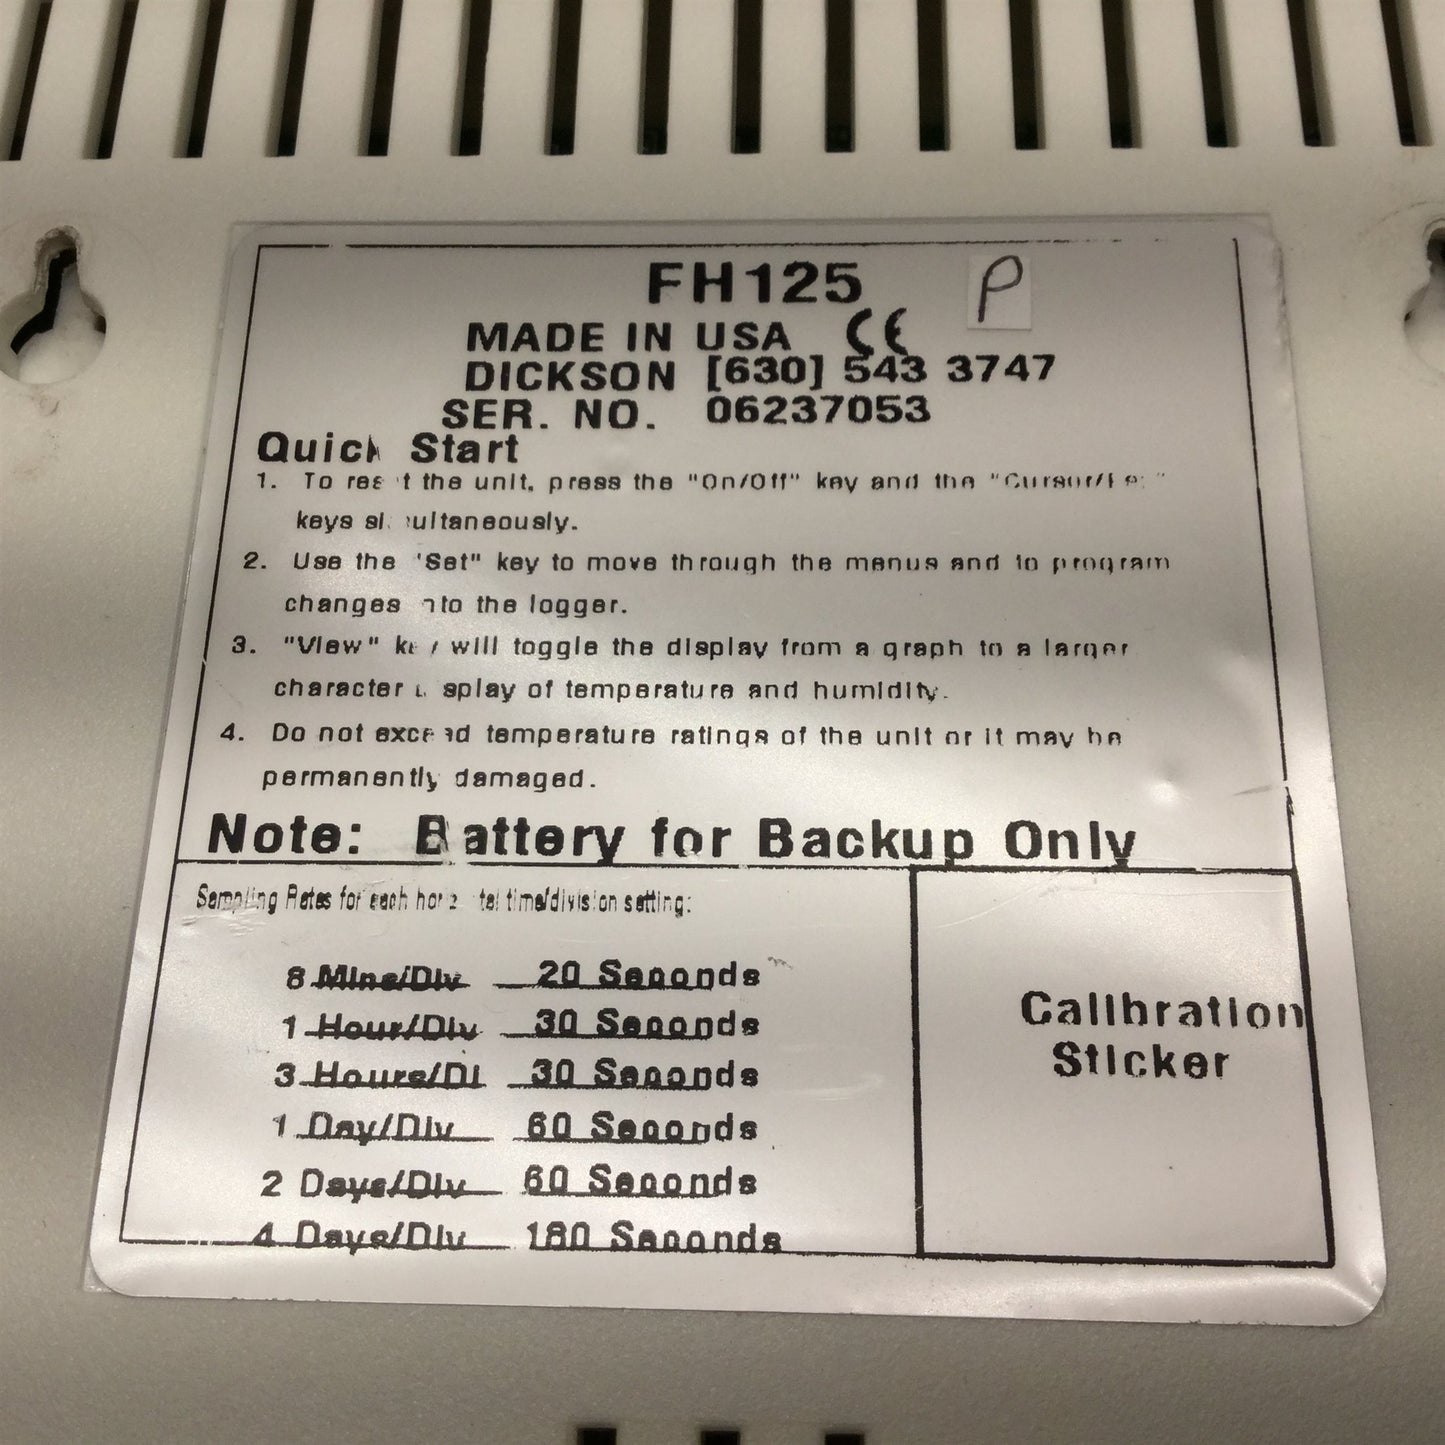 FH125 P
MADE IN USA CE
DICKSON [630] 543 3747
SER. NO. 06237053
Quick Start
1. To reset the unit, press the "On/Off" key and the
keys simultaneously.
2. Use the "Set" key to move through the menus and to program
changes into the logger.
3. "View" key will toggle the display from a graph to a larger
character display of temperature and humidity.
4. Do not exceed temperature ratings of the unit or it may be
permanently damaged.
Note: Battery for Backup Only
Sampling Rates for each horizontal time/division setting:
8 Mins/Div 20 Seconds
1 Hour/Div 30 Seconds
3 Hours/Div 30 Seconds
1 Day/Div 60 Seconds
2 Days/Div 60 Seconds
4 Days/Div 180 Seconds
Calibration
Sticker